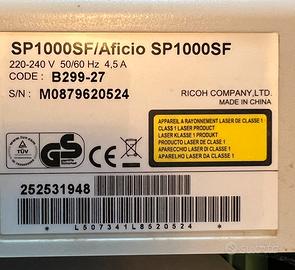 SP1000SF/Aficio SP1000SF
220-240 V 50/60 Hz 4,5 A
CODE : B299-27
S/N : M0879620524
RICOH COMPANY,LTD.
MADE IN CHINA
TÜV
GS
APPAREIL A RAYONNEMENT LASER DE CLASSE 1
CLASS 1 LASER PRODUCT
LASER KLASSE 1 PRODUKT
PRODUCTO LASER DE CLASE 1
APPARECCHIO LASER DI CLASSE 1
APARELHO LASER DA CLASSE 1
252531948
L507341L8520524
subito